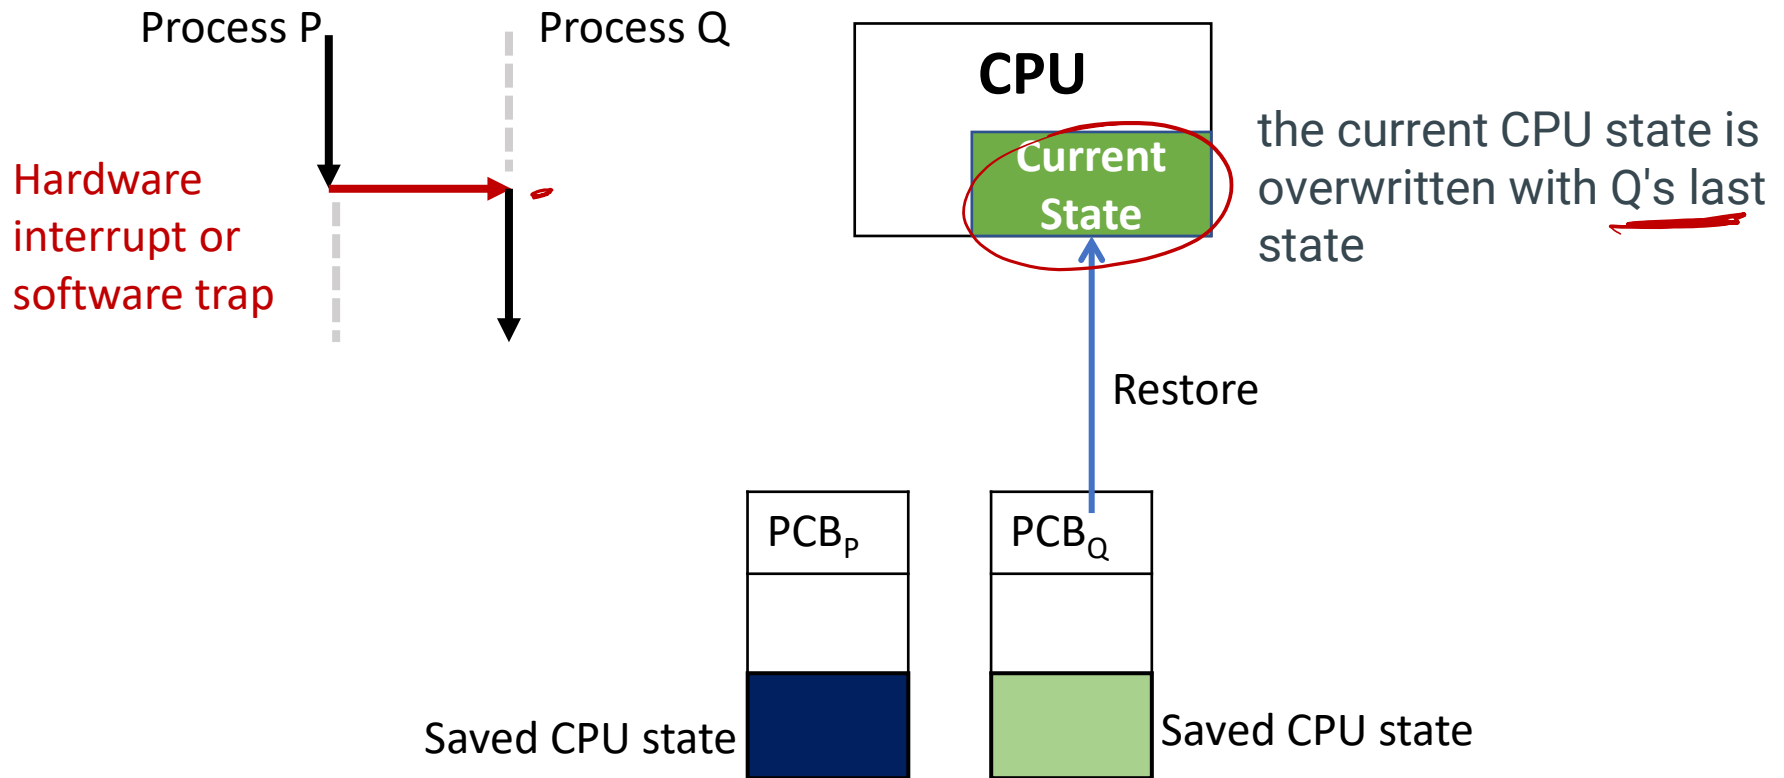 Process P
Process Q
Hardware
interrupt or
software trap
CPU
Current
State
the current CPU state is
overwritten with Q's last
state
Restore
PCBP
PCBQ
Saved CPU state
Saved CPU state